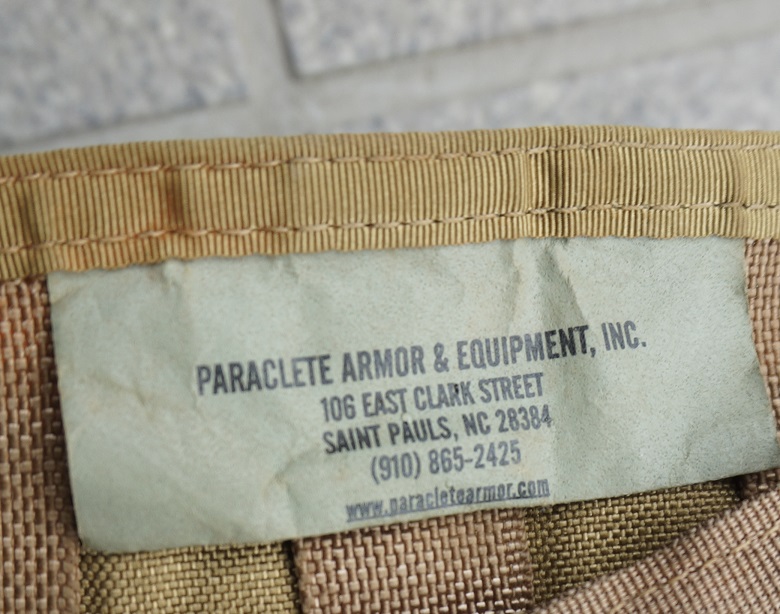 PARACLETE ARMOR & EQUIPMENT, INC.
106 EAST CLARK STREET
SAINT PAULS, NC 28384
(910) 865-2425
www.paracletearmor.com